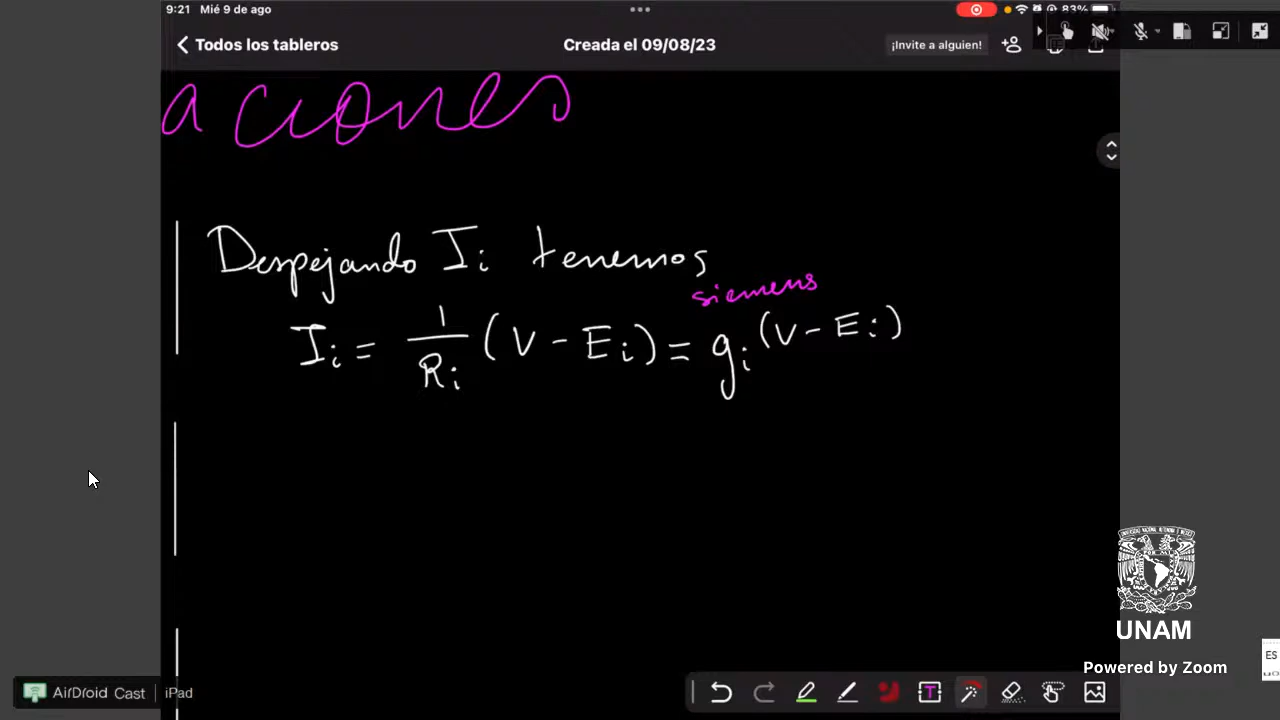 9:21 Mié 9 de ago
83%
Todos los tableros
Creada el 09/08/23
¡Invite a alguien!
aciones
Despejando Ii tenemos
siemens
Ii = 1/Ri (V - Ei) = gi (V - Ei)
UNAM
Powered by Zoom
ES
AirDroid Cast | iPad
T